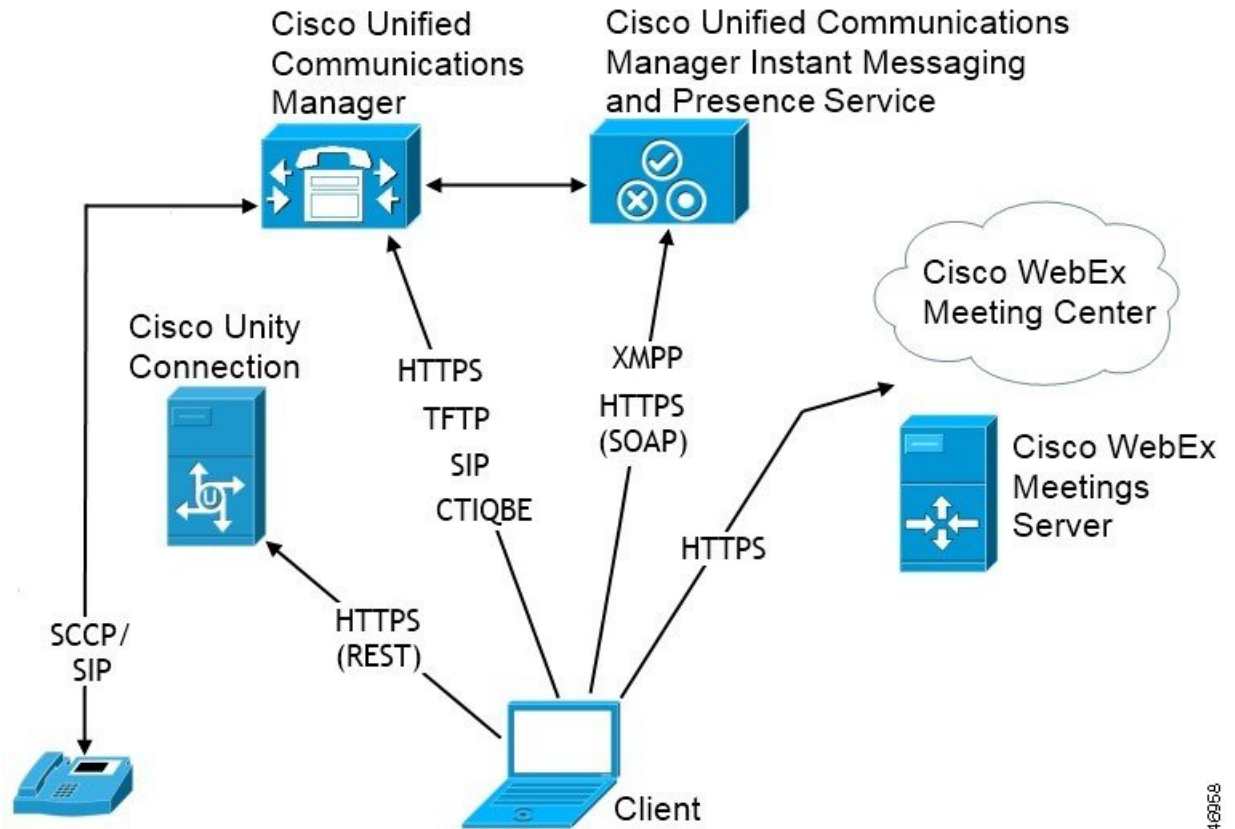 Cisco Unified
Communications
Manager
Cisco Unified Communications
Manager Instant Messaging
and Presence Service
Cisco WebEx
Meeting Center
Cisco Unity
Connection
HTTPS
TFTP
SIP
CTIQBE
XMPP
HTTPS
(SOAP)
Cisco WebEx
Meetings
Server
HTTPS
HTTPS
(REST)
SCCP/
SIP
U
Client